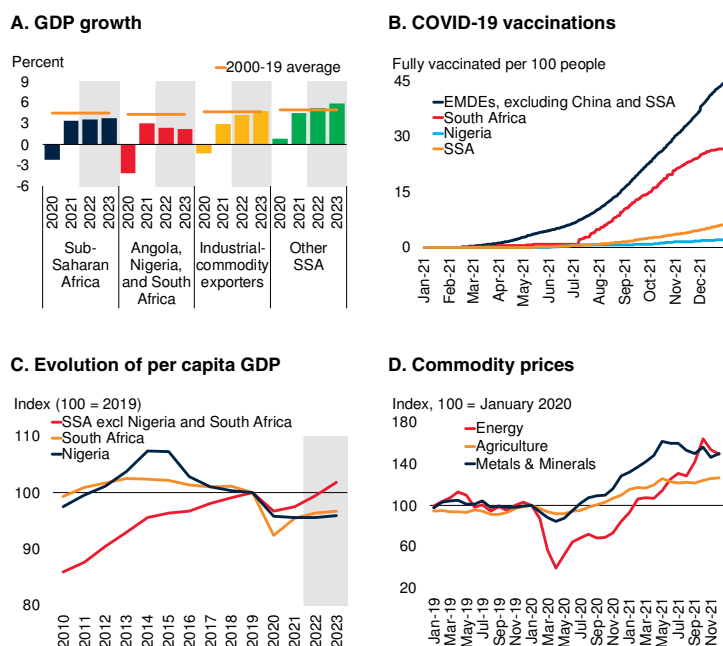 A. GDP growth
Percent
2000-19 average
9
6
3
0
-3
-6
2020
2021
2022
2023
2020
2021
2022
2023
2020
2021
2022
2023
2020
2021
2022
2023
Sub-
Saharan
Africa
Angola,
Nigeria,
and South
Africa
Industrial-
commodity
exporters
Other
SSA
B. COVID-19 vaccinations
Fully vaccinated per 100 people
45
30
15
0
EMDEs, excluding China and SSA
South Africa
Nigeria
SSA
Jan-21
Feb-21
Mar-21
Apr-21
May-21
Jun-21
Jul-21
Aug-21
Sep-21
Oct-21
Nov-21
Dec-21
C. Evolution of per capita GDP
Index (100 = 2019)
SSA excl Nigeria and South Africa
South Africa
Nigeria
110
100
90
80
2010
2011
2012
2013
2014
2015
2016
2017
2018
2019
2020
2021
2022
2023
D. Commodity prices
Index, 100 = January 2020
180
140
100
60
20
Energy
Agriculture
Metals & Minerals
Jan-19
Mar-19
May-19
Jul-19
Sep-19
Nov-19
Jan-20
Mar-20
May-20
Jul-20
Sep-20
Nov-20
Jan-21
Mar-21
May-21
Jul-21
Sep-21
Nov-21